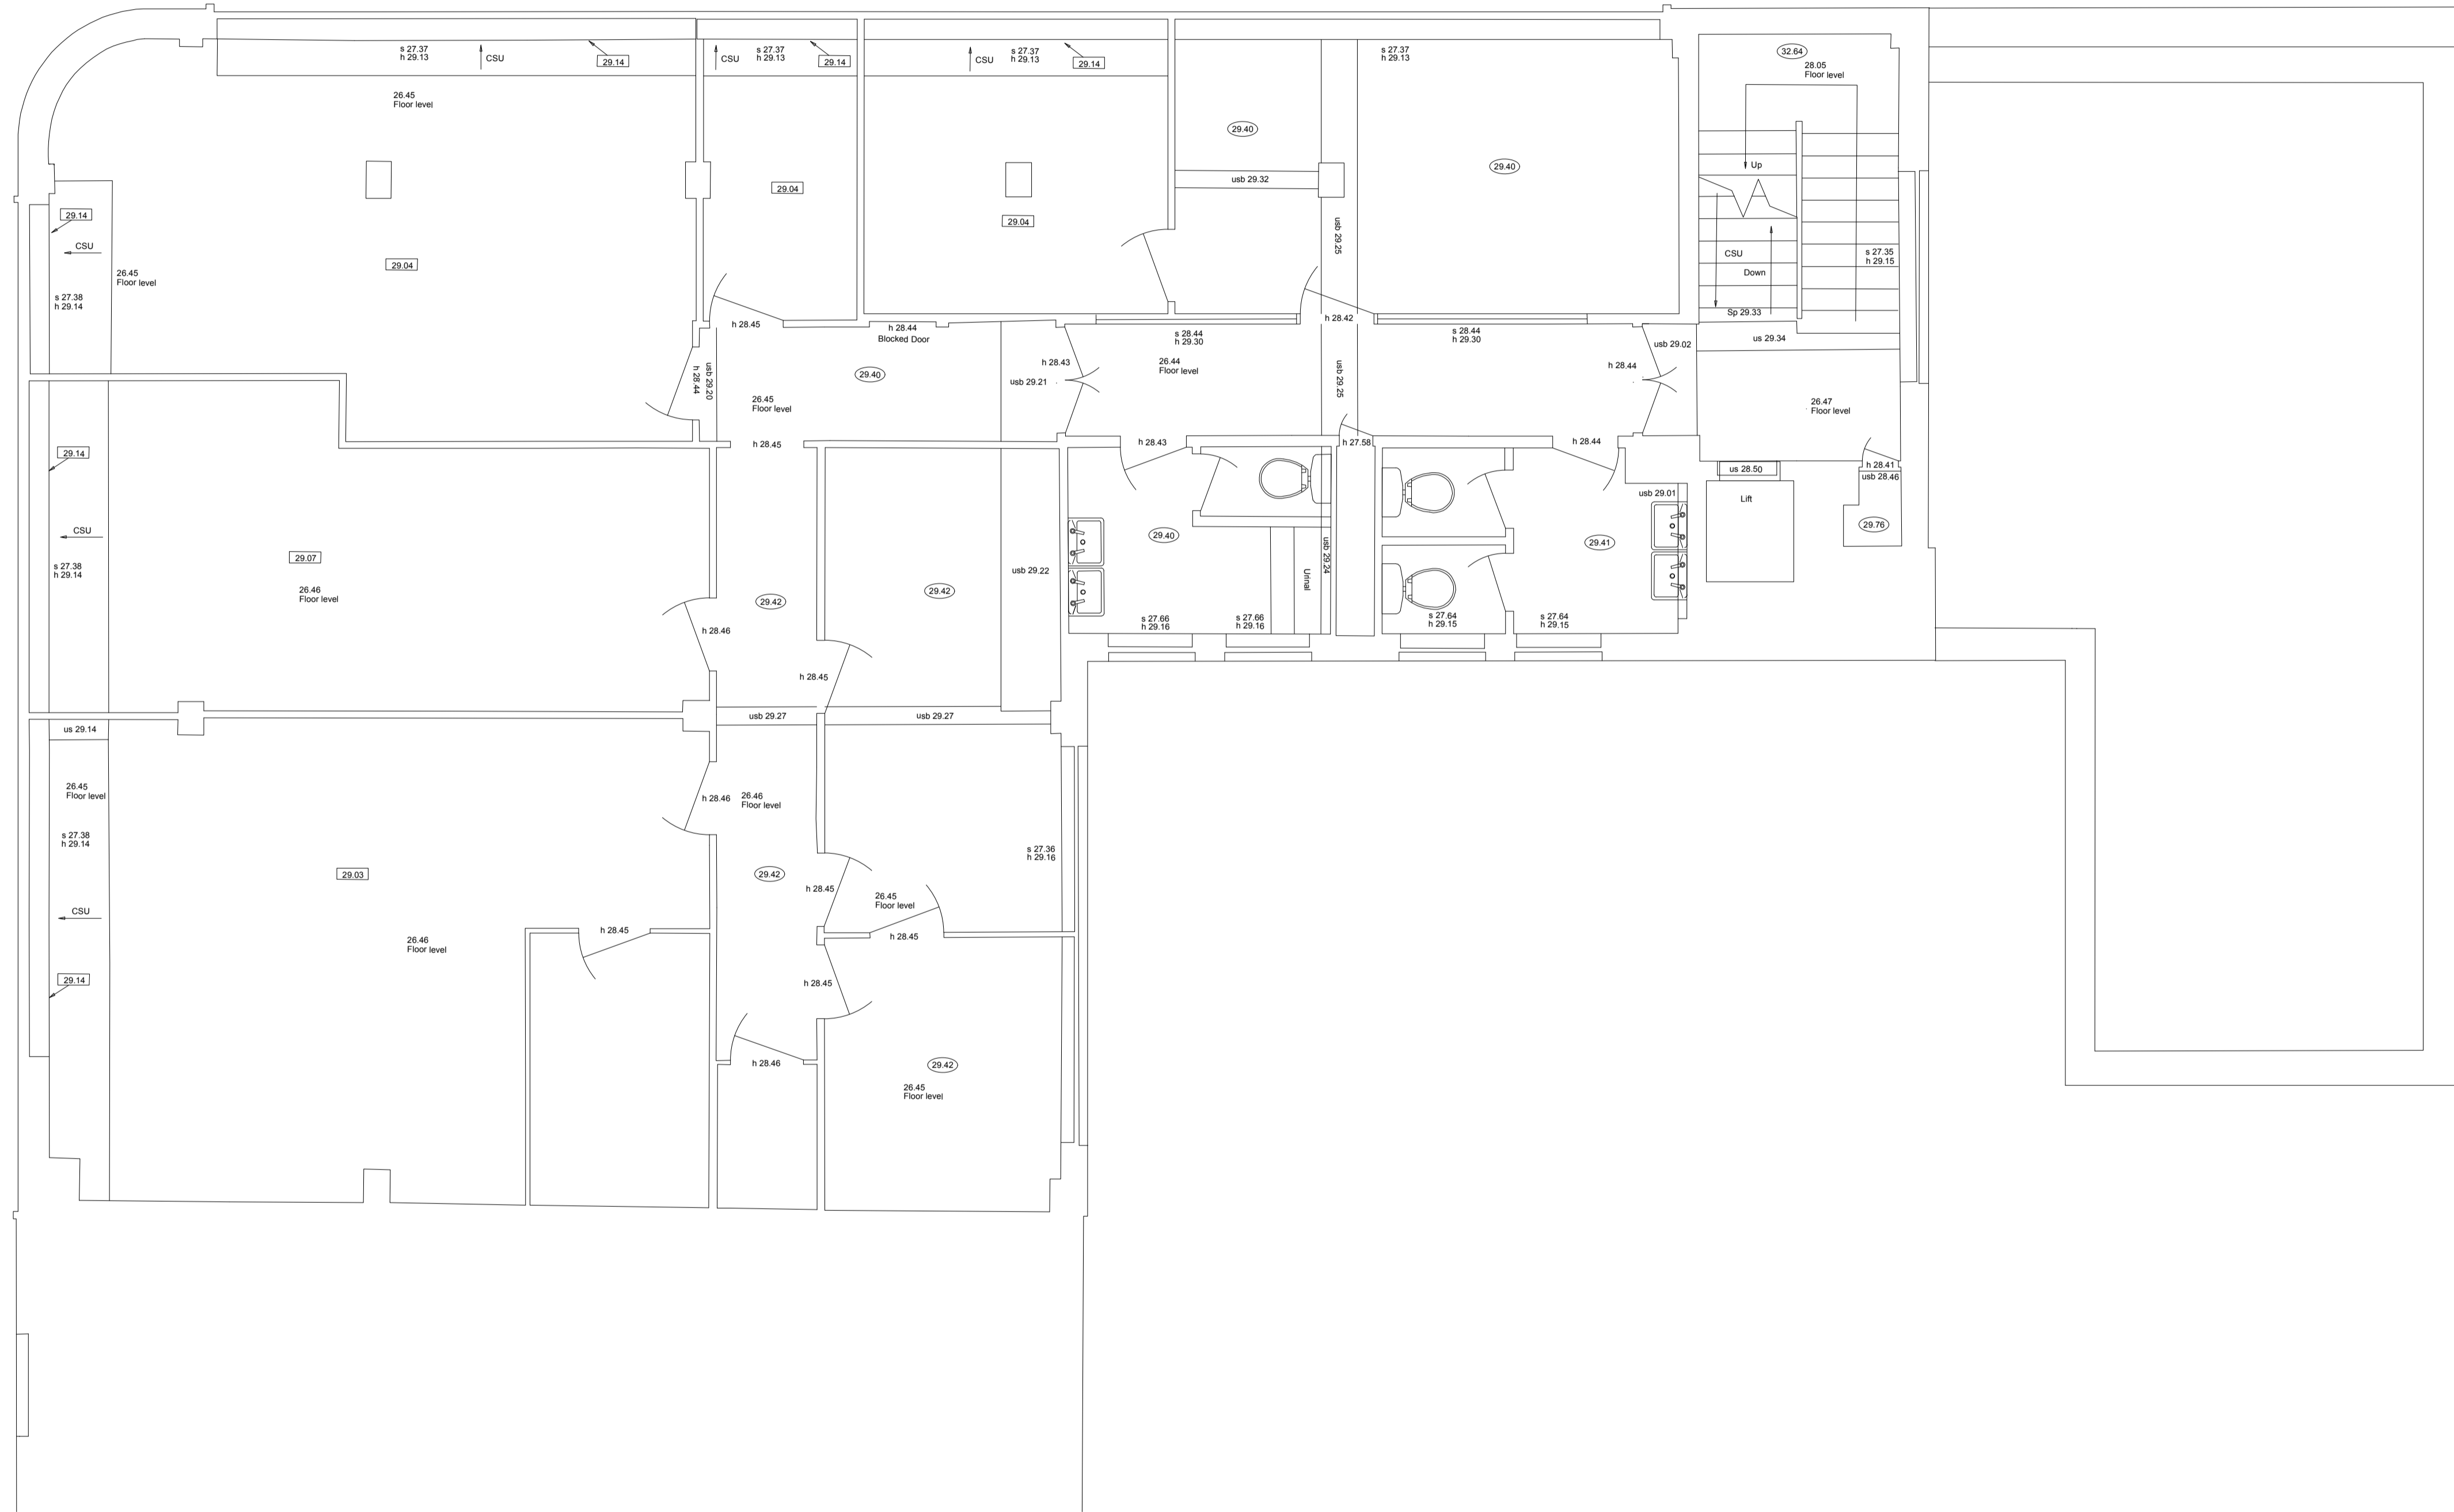 s 27.37
h 29.13
CSU
29.14
CSU
s 27.37
h 29.13
29.14
CSU
s 27.37
h 29.13
29.14
s 27.37
h 29.13
32.64
28.05
Floor level
26.45
Floor level
29.40
29.40
Up
usb 29.32
29.04
29.14
29.04
CSU
29.04
usb 29.25
CSU
Down
s 27.35
h 29.15
26.45
Floor level
s 27.38
h 29.14
Sp 29.33
h 28.45
h 28.44
Blocked Door
h 28.42
s 28.44
h 29.30
s 28.44
h 29.30
us 29.34
usb 29.02
h 28.43
26.44
Floor level
h 28.44
h 28.44
usb 29.20
29.40
usb 29.21
usb 29.25
26.45
Floor level
26.47
Floor level
h 28.45
h 28.43
h 27.58
h 28.44
29.14
us 28.50
h 28.41
usb 28.46
usb 29.01
Lift
CSU
29.07
s 27.38
h 29.14
26.46
Floor level
29.42
29.42
usb 29.22
29.40
usb 29.24
Urinal
29.41
29.76
s 27.66
h 29.16
s 27.66
h 29.16
s 27.64
h 29.15
s 27.64
h 29.15
h 28.46
h 28.45
usb 29.27
usb 29.27
us 29.14
26.45
Floor level
h 28.46
26.46
Floor level
s 27.38
h 29.14
s 27.36
h 29.16
29.03
29.42
h 28.45
26.45
Floor level
CSU
h 28.45
h 28.45
26.46
Floor level
29.14
h 28.45
h 28.46
29.42
26.45
Floor level